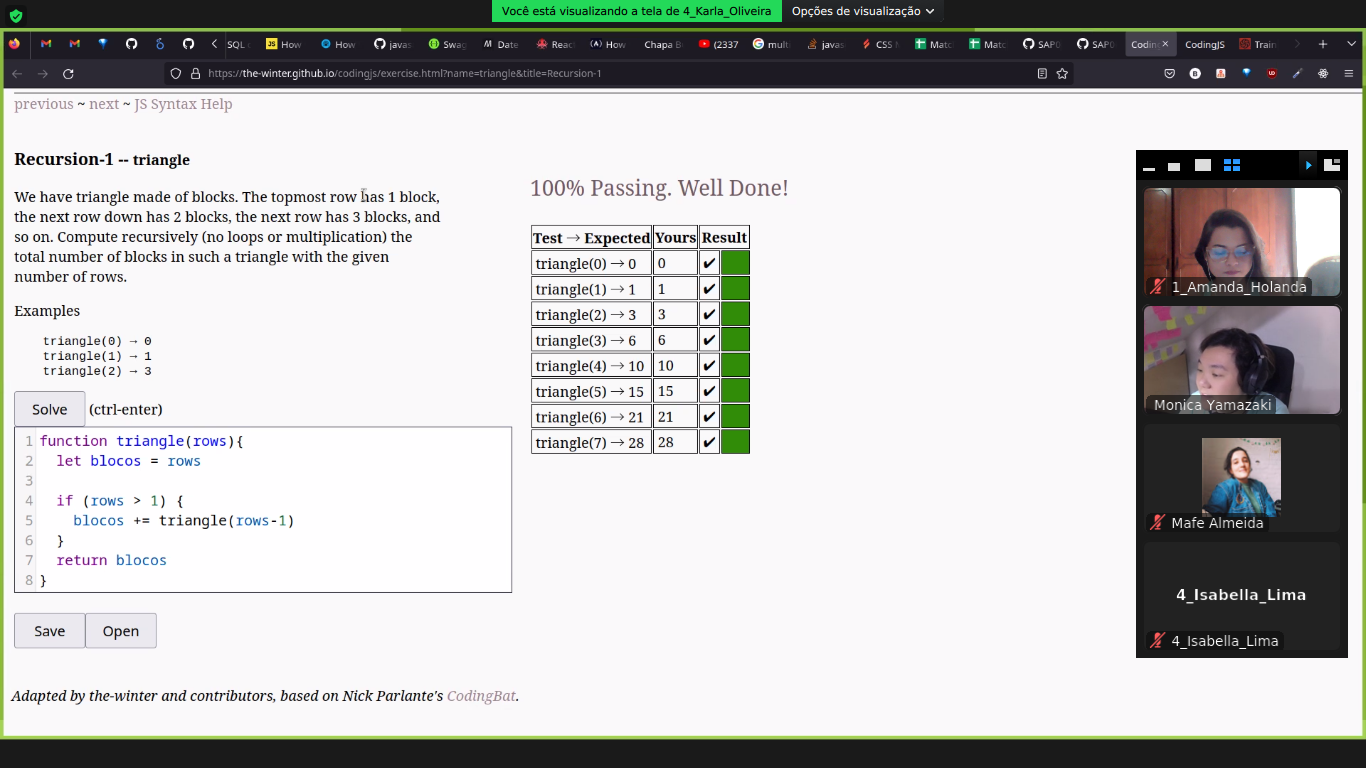 Você está visualizando a tela de 4_Karla_Oliveira
Opções de visualização
SQL c
JS How
How
javas
Swag
M Date
Reac
(A) How
Chapa B
(2337
mult
javas
CSS
Matc
Matc
SAP0
SAP0
Coding
CodingJS
Train
https://the-winter.github.io/codingjs/exercise.html?name=triangle&title=Recursion-1
previous ~ next ~ JS Syntax Help
Recursion-1 -- triangle
We have triangle made of blocks. The topmost row has 1 block,
the next row down has 2 blocks, the next row has 3 blocks, and
so on. Compute recursively (no loops or multiplication) the
total number of blocks in such a triangle with the given
number of rows.
Examples
triangle(0) → 0
triangle(1) → 1
triangle(2) → 3
Solve (ctrl-enter)
1 function triangle(rows){
2 let blocos = rows
3
4 if (rows > 1) {
5 blocos += triangle(rows-1)
6 }
7 return blocos
8 }
Save Open
100% Passing. Well Done!
Test → Expected Yours Result
triangle(0) → 0 0 ✔
triangle(1) → 1 1 ✔
triangle(2) → 3 3 ✔
triangle(3) → 6 6 ✔
triangle(4) → 10 10 ✔
triangle(5) → 15 15 ✔
triangle(6) → 21 21 ✔
triangle(7) → 28 28 ✔
1_Amanda_Holanda
Monica Yamazaki
Mafe Almeida
4_Isabella_Lima
4_Isabella_Lima
Adapted by the-winter and contributors, based on Nick Parlante's CodingBat.